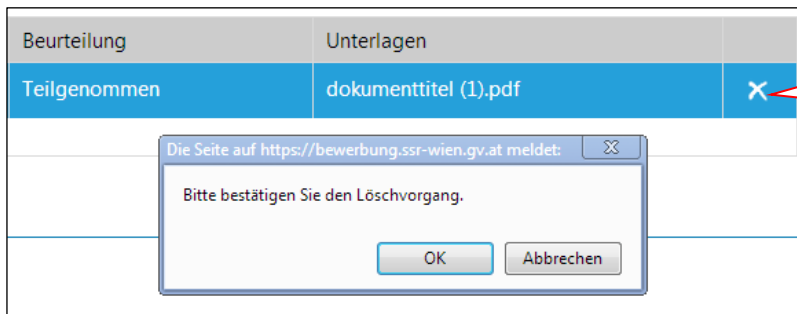 Beurteilung Unterlagen
Teilgenommen dokumenttitel (1).pdf
Die Seite auf https://bewerbung.ssr-wien.gv.at meldet:
Bitte bestätigen Sie den Löschvorgang.
OK Abbrechen